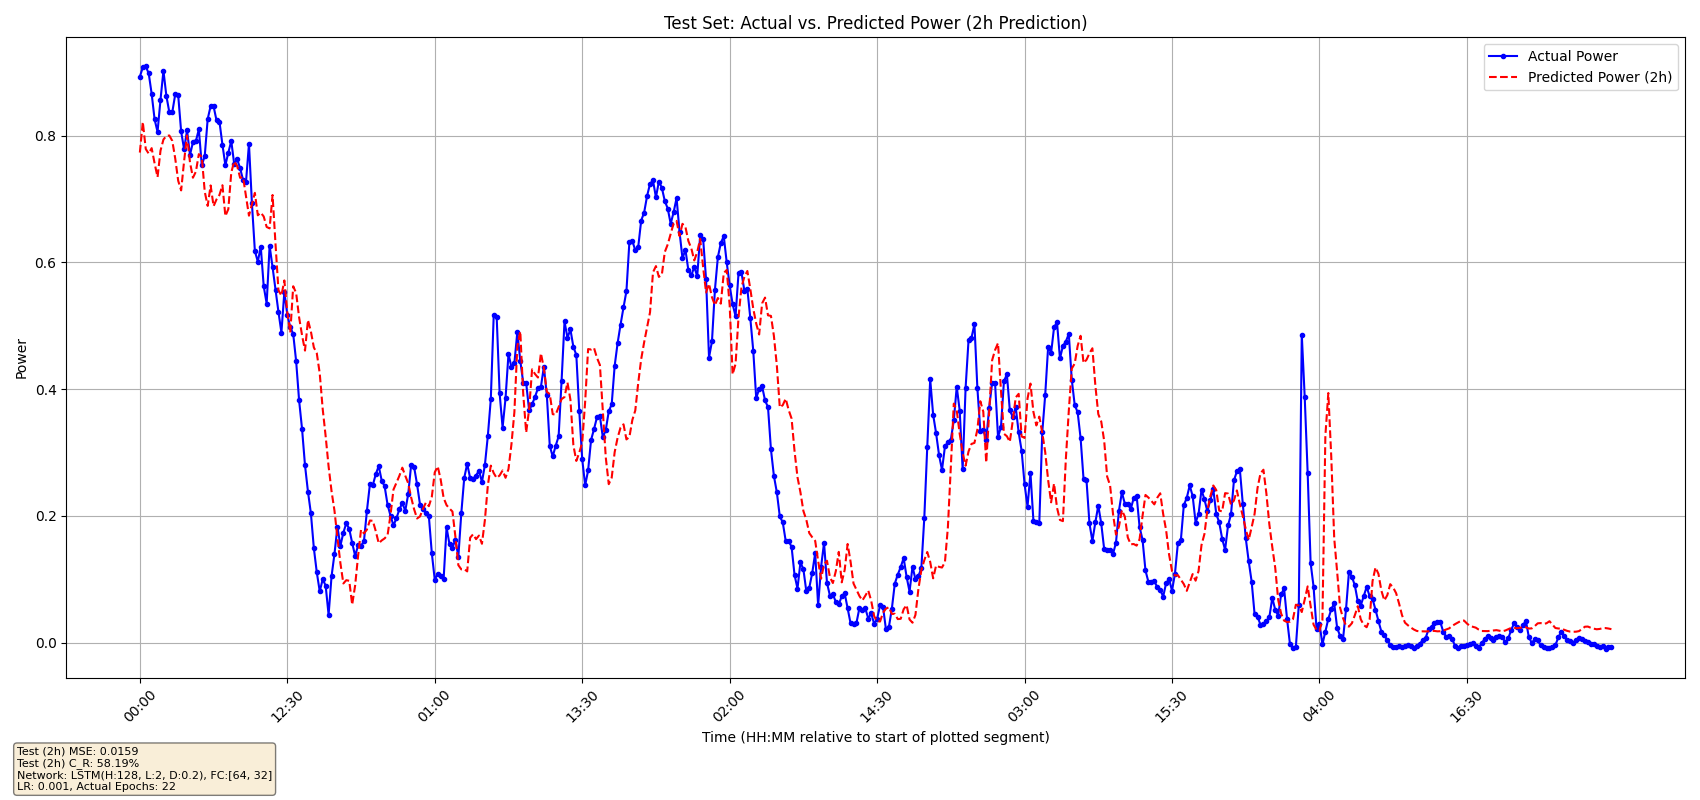 Test Set: Actual vs. Predicted Power (2h Prediction)
Actual Power
Predicted Power (2h)
Power
0.8
0.6
0.4
0.2
0.0
00:00
12:30
01:00
13:30
02:00
14:30
03:00
15:30
04:00
16:30
Time (HH:MM relative to start of plotted segment)
Test (2h) MSE: 0.0159
Test (2h) C_R: 58.19%
Network: LSTM(H:128, L:2, D:0.2), FC:[64, 32]
LR: 0.001, Actual Epochs: 22